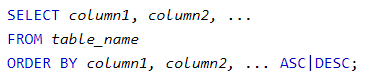 SELECT column1, column2, ...
FROM table_name
ORDER BY column1, column2, ... ASC|DESC;